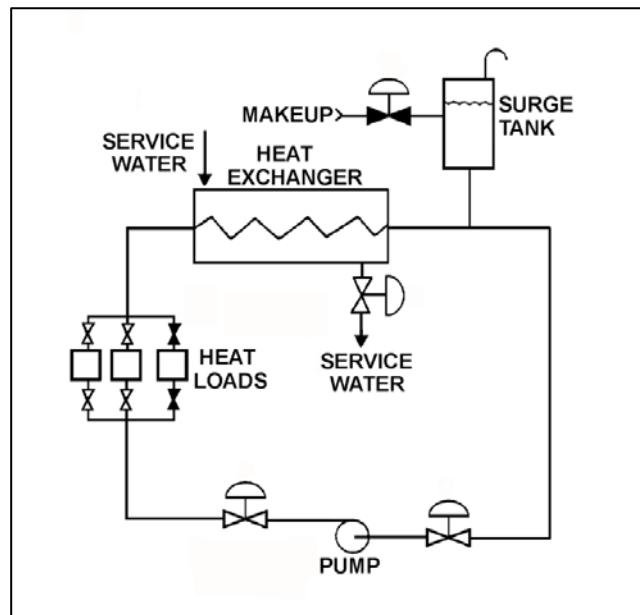 MAKEUP
SURGE
TANK
SERVICE
WATER
HEAT
EXCHANGER
HEAT
LOADS
SERVICE
WATER
PUMP